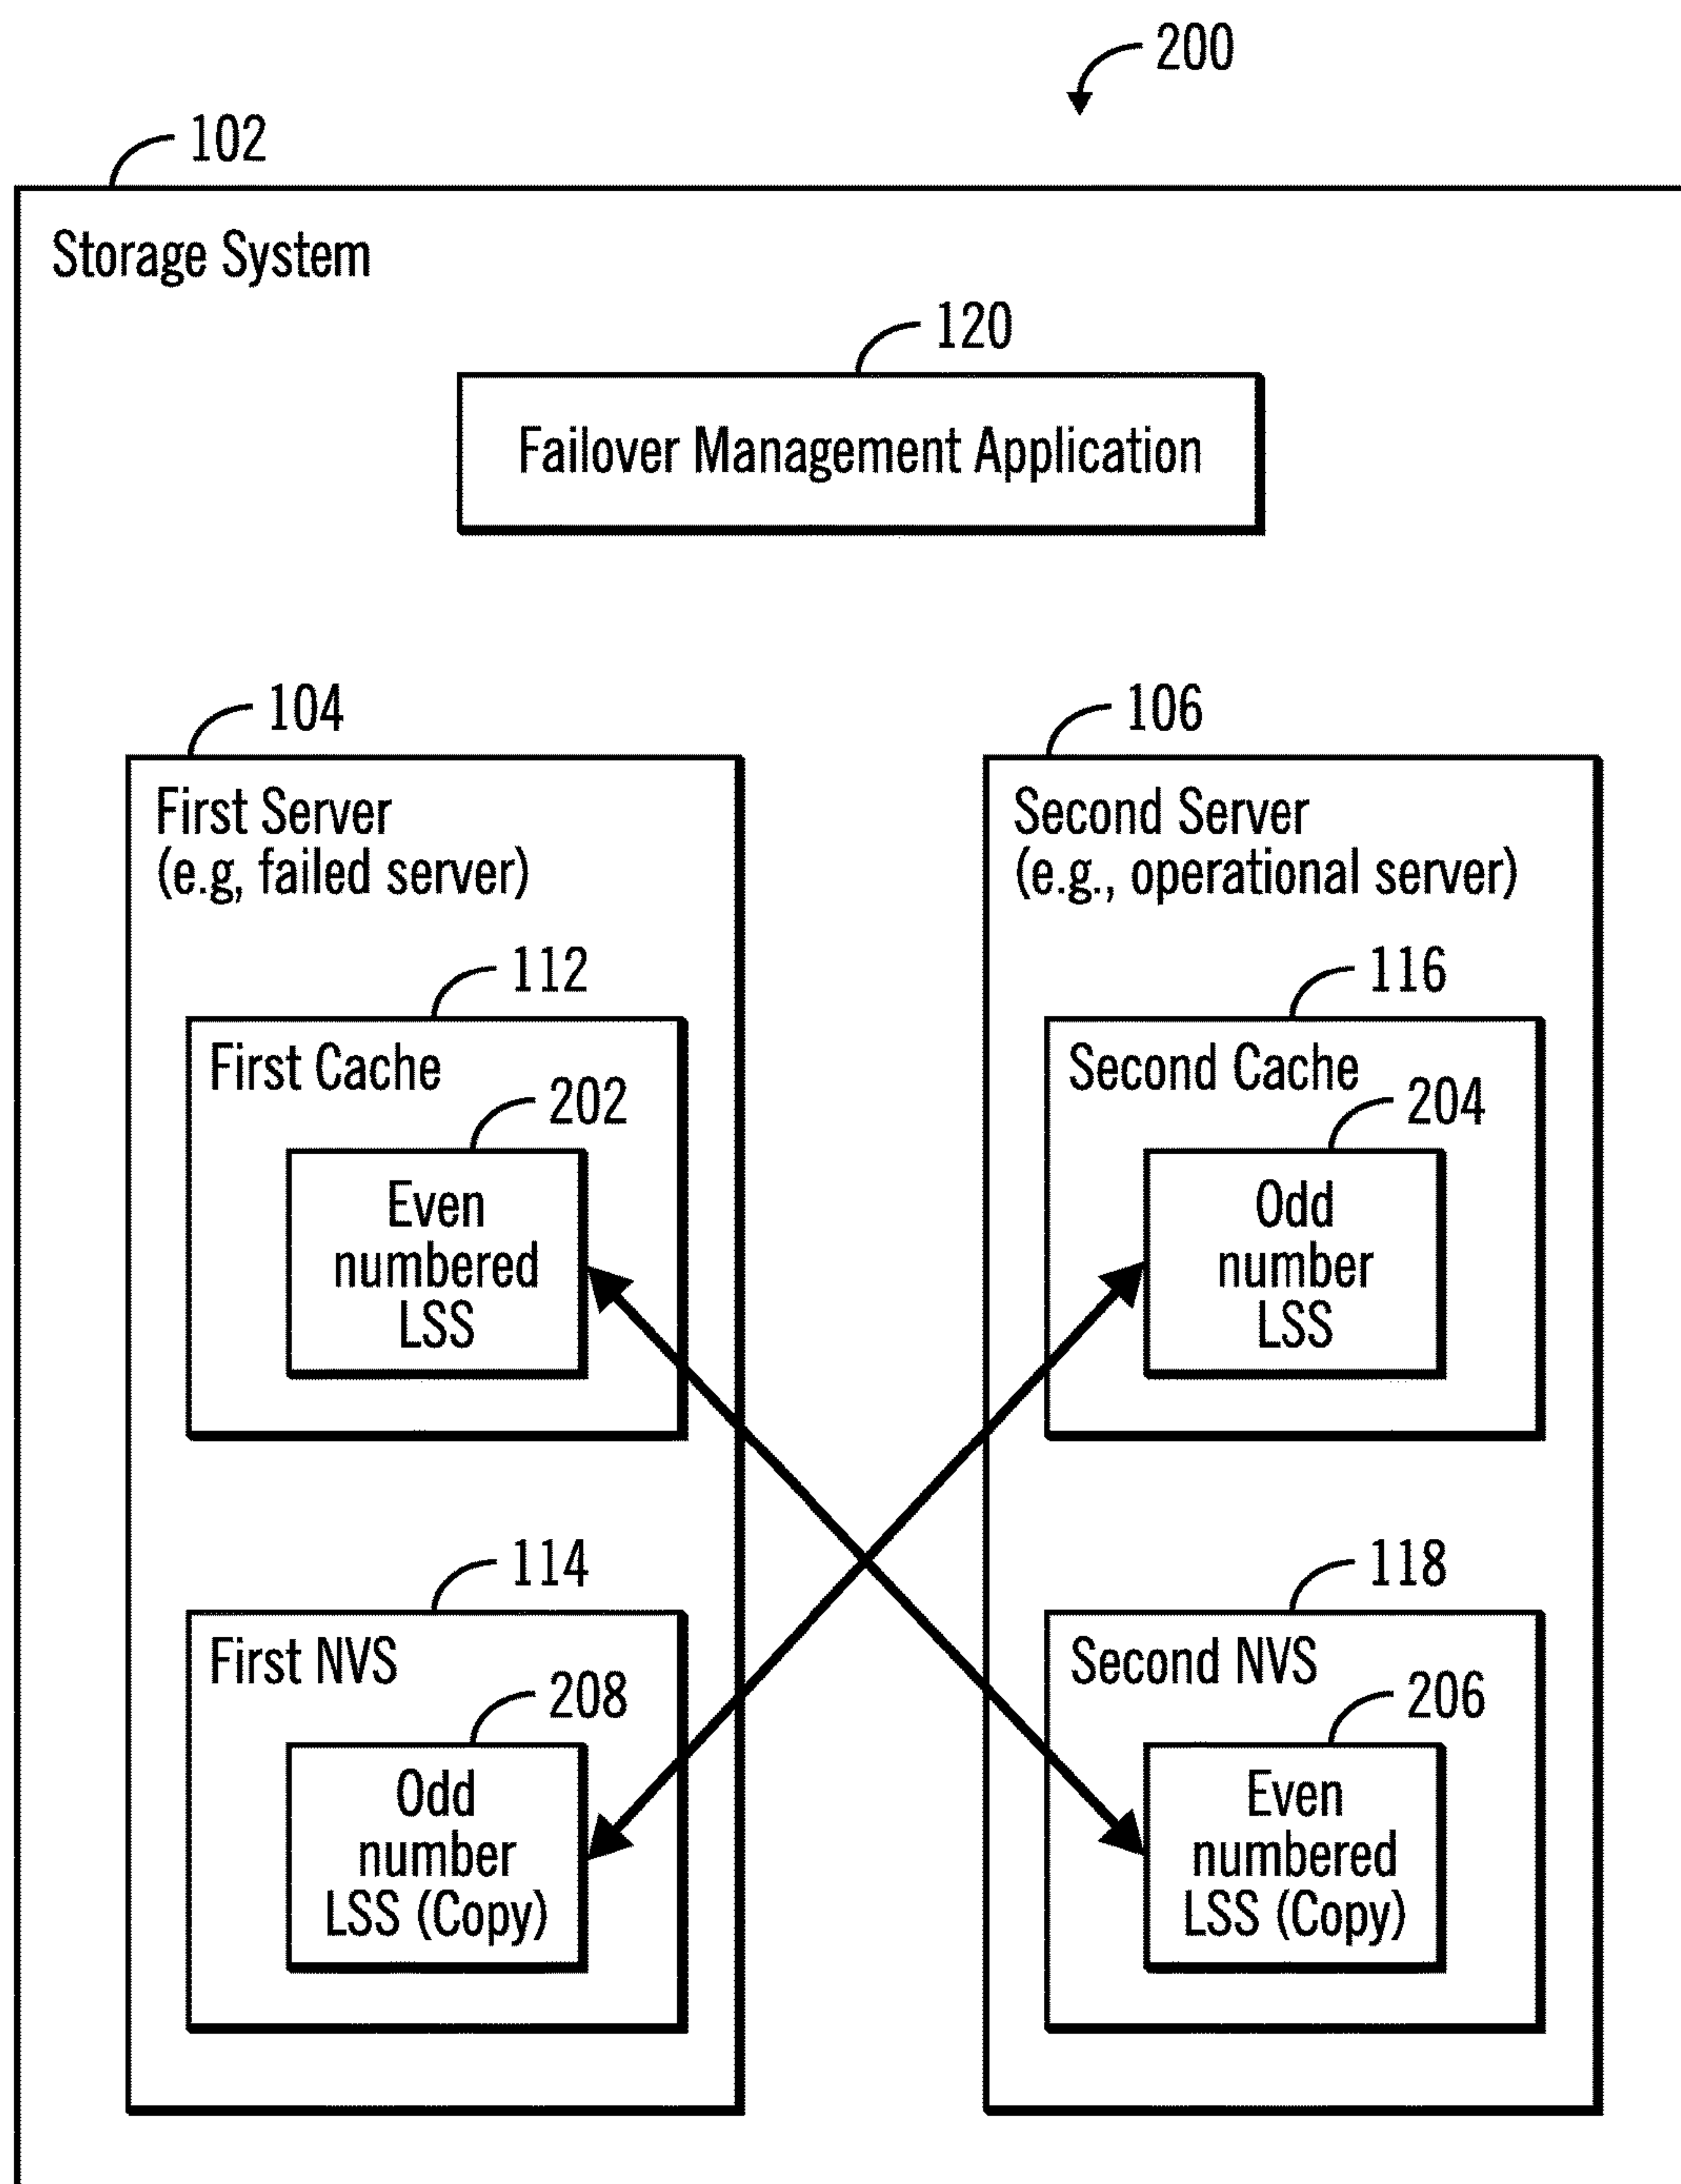 200
102
Storage System
120
Failover Management Application
104
First Server
(e.g, failed server)
112
First Cache
202
Even
numbered
LSS
114
First NVS
208
Odd
number
LSS (Copy)
106
Second Server
(e.g., operational server)
116
Second Cache
204
Odd
number
LSS
118
Second NVS
206
Even
numbered
LSS (Copy)